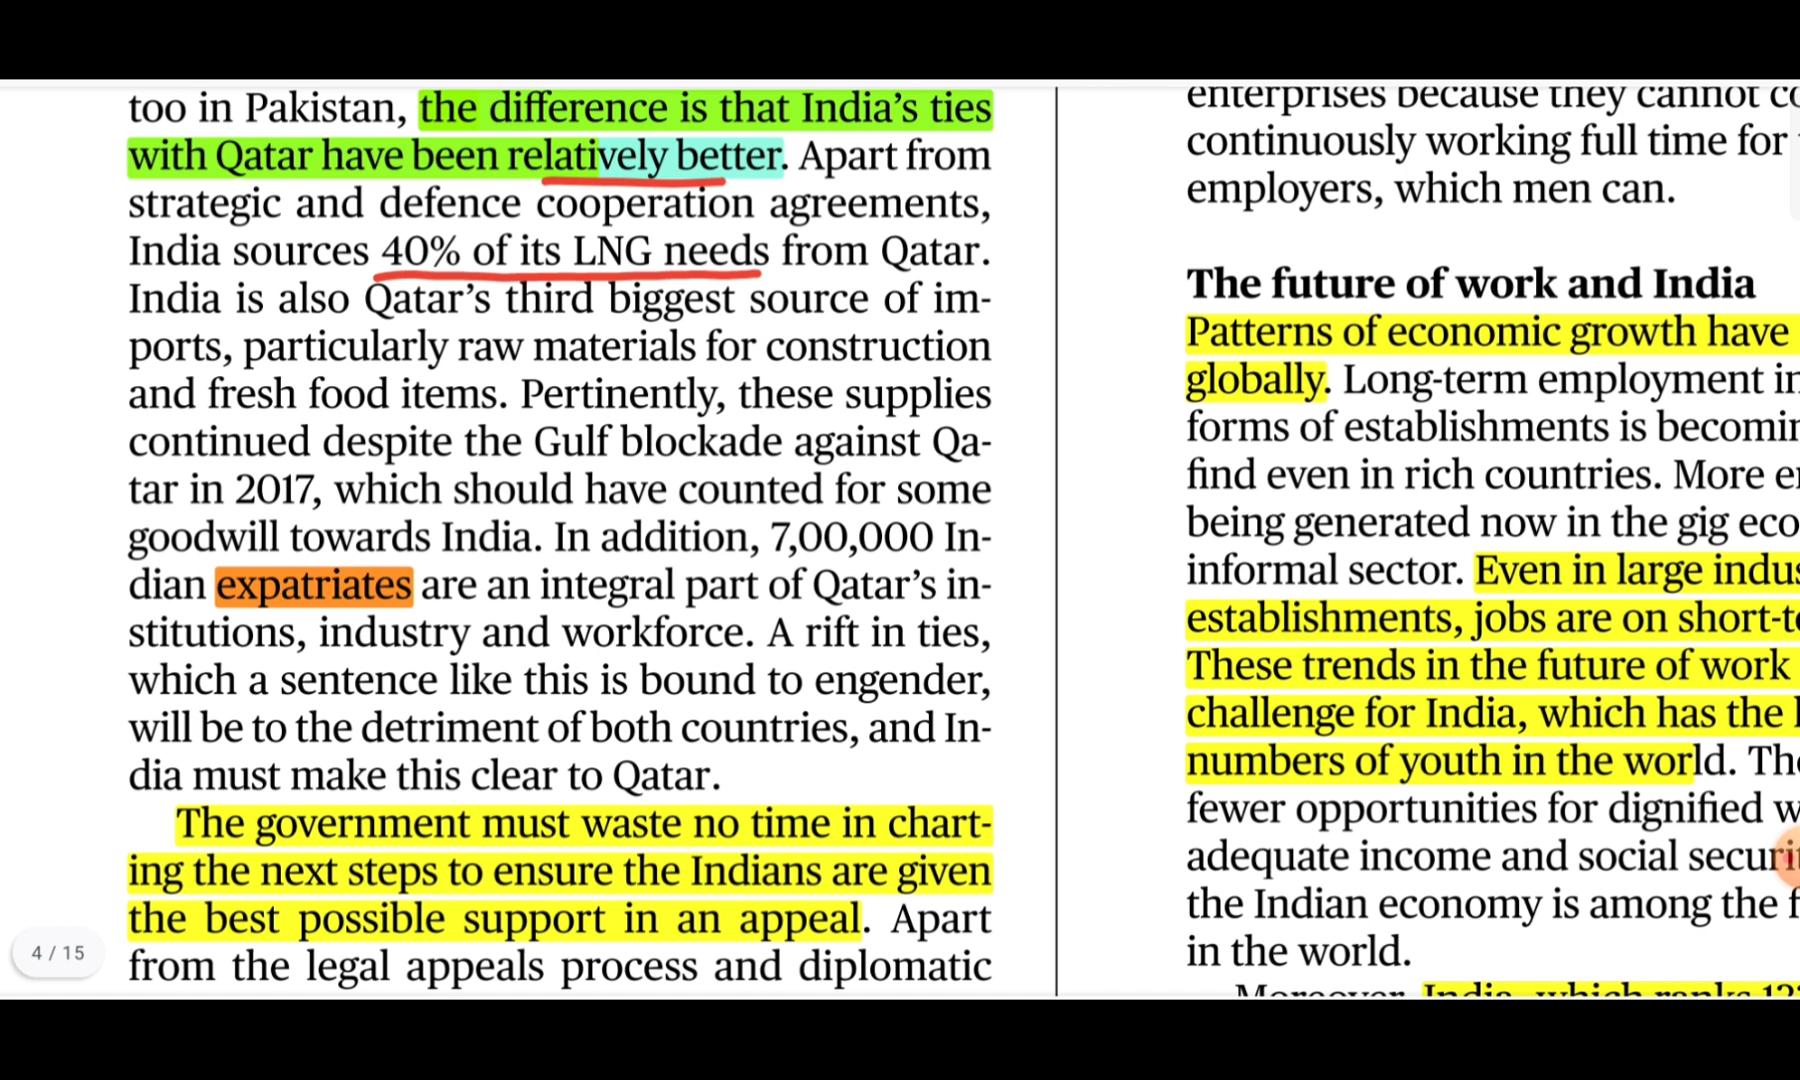 too in Pakistan, the difference is that India’s ties
with Qatar have been relatively better. Apart from
strategic and defence cooperation agreements,
India sources 40% of its LNG needs from Qatar.
India is also Qatar’s third biggest source of im-
ports, particularly raw materials for construction
and fresh food items. Pertinently, these supplies
continued despite the Gulf blockade against Qa-
tar in 2017, which should have counted for some
goodwill towards India. In addition, 7,00,000 In-
dian expatriates are an integral part of Qatar’s in-
stitutions, industry and workforce. A rift in ties,
which a sentence like this is bound to engender,
will be to the detriment of both countries, and In-
dia must make this clear to Qatar.
The government must waste no time in chart-
ing the next steps to ensure the Indians are given
the best possible support in an appeal. Apart
from the legal appeals process and diplomatic
4 / 15
enterprises because they cannot
continuously working full time for
employers, which men can.
The future of work and India
Patterns of economic growth have
globally. Long-term employment
forms of establishments is
find even in rich countries. More
being generated now in the gig
informal sector. Even in large
establishments, jobs are on
These trends in the future of work
challenge for India, which has the
numbers of youth in the world.
fewer opportunities for dignified
adequate income and social
the Indian economy is among the
in the world.
Moreover, India, which ranks